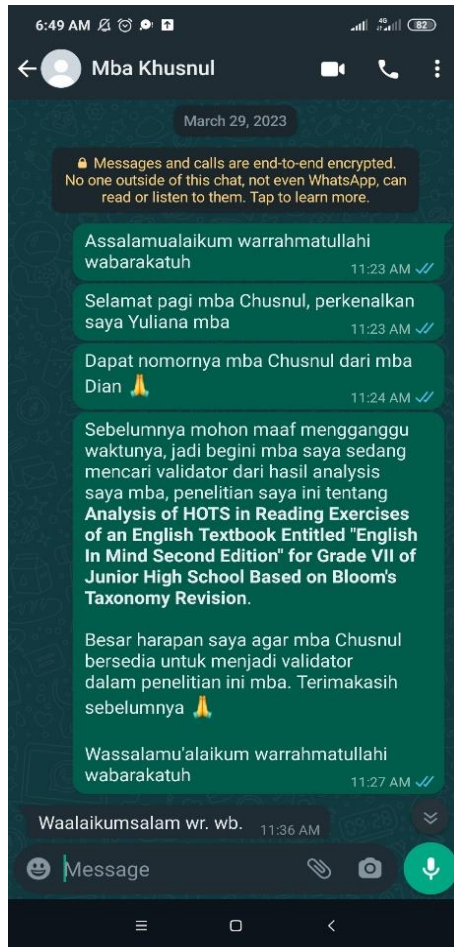 6:49 AM
4G
82
Mba Khusnul
March 29, 2023
Messages and calls are end-to-end encrypted.
No one outside of this chat, not even WhatsApp, can
read or listen to them. Tap to learn more.
Assalamualaikum warrahmatullahi
wabarakatuh
11:23 AM
Selamat pagi mba Chusnul, perkenalkan
saya Yuliana mba
11:23 AM
Dapat nomornya mba Chusnul dari mba
Dian 🙏
11:24 AM
Sebelumnya mohon maaf mengganggu
waktunya, jadi begini mba saya sedang
mencari validator dari hasil analysis
saya mba, penelitian saya ini tentang
Analysis of HOTS in Reading Exercises
of an English Textbook Entitled "English
In Mind Second Edition" for Grade VII of
Junior High School Based on Bloom's
Taxonomy Revision.
Besar harapan saya agar mba Chusnul
bersedia untuk menjadi validator
dalam penelitian ini mba. Terimakasih
sebelumnya 🙏
Wassalamu'alaikum warrahmatullahi
wabarakatuh
11:27 AM
Waalaikumsalam wr. wb.
11:36 AM
Message